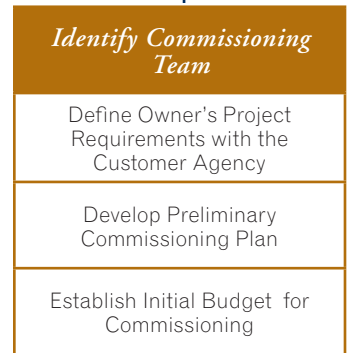 Identify Commissioning
Team
Define Owner's Project
Requirements with the
Customer Agency
Develop Preliminary
Commissioning Plan
Establish Initial Budget for
Commissioning